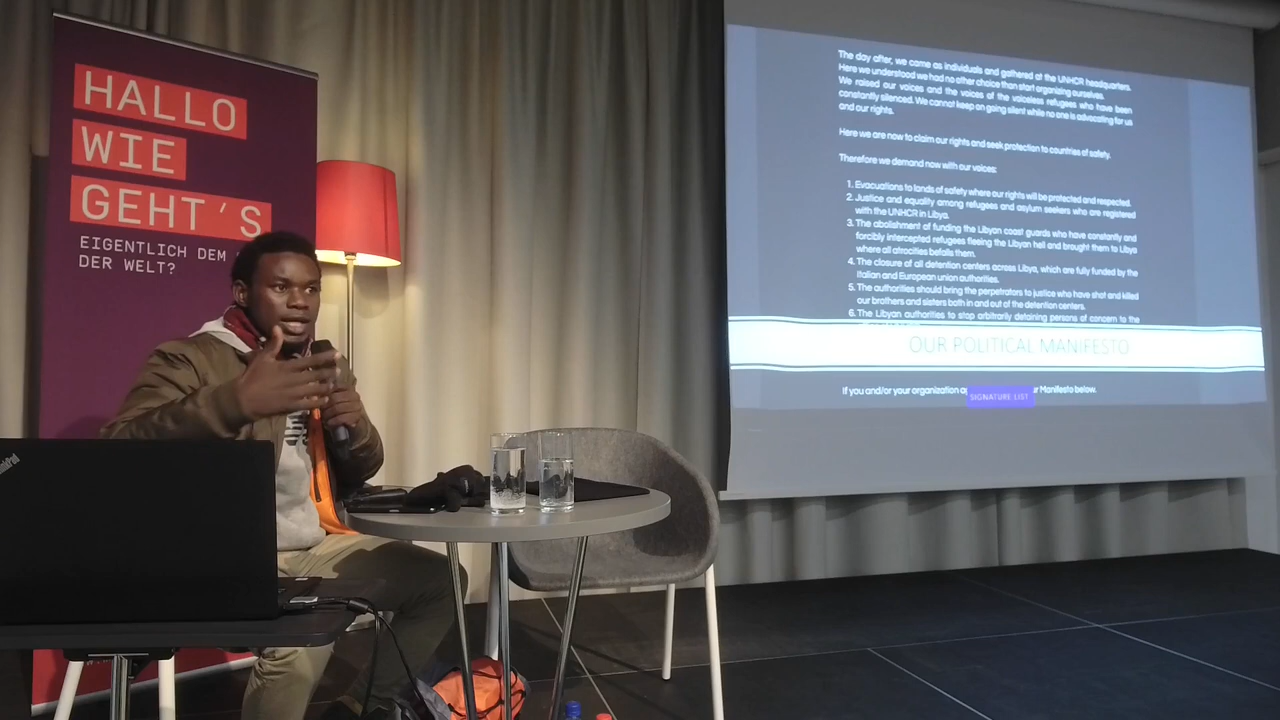 HALLO
WIE
GEHT'S
EIGENTLICH DEM
DER WELT?
ThinkPad
The day after, we came as individuals and gathered at the UNHCR headquarters.
Here we understood we had no other choice than start organizing ourselves.
We raised our voices and the voices of the voiceless refugees who have been
constantly silenced. We cannot keep on going silent while no one is advocating for us
and our rights.
Here we are now to claim our rights and seek protection to countries of safety.
Therefore we demand now with our voices:
1. Evacuations to lands of safety where our rights will be protected and respected.
2. Justice and equality among refugees and asylum seekers who are registered
with the UNHCR in Libya.
3. The abolishment of funding the Libyan coast guards who have constantly and
forcibly intercepted refugees fleeing the Libyan hell and brought them to Libya
where all atrocities befalls them.
4. The closure of all detention centers across Libya, which are fully funded by the
Italian and European union authorities.
5. The authorities should bring the perpetrators to justice who have shot and killed
our brothers and sisters both in and out of the detention centers.
6. The Libyan authorities to stop arbitrarily detaining persons of concern to the
OUR POLITICAL MANIFESTO
If you and/or your organization Manifesto below.
SIGNATURE LIST